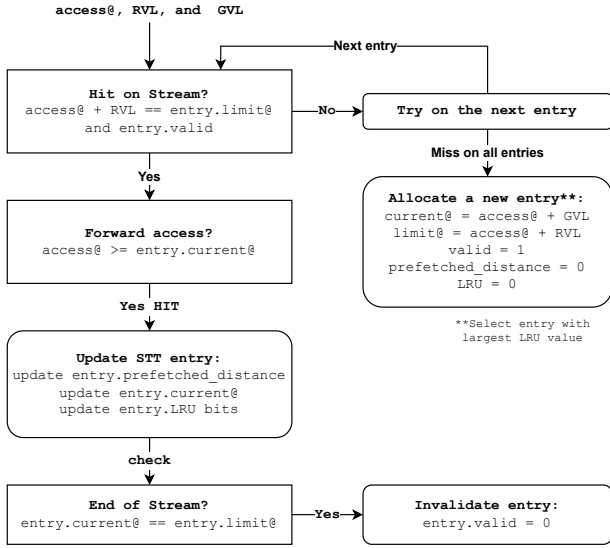 access@, RVL, and GVL
Next entry
Hit on Stream?
access@ + RVL == entry.limit@
and entry.valid
No
Try on the next entry
Miss on all entries
Yes
Allocate a new entry**:
current@ = access@ + GVL
limit@ = access@ + RVL
valid = 1
prefetched_distance = 0
LRU = 0
Forward access?
access@ >= entry.current@
Yes HIT
**Select entry with
largest LRU value
Update STT entry:
update entry.prefetched_distance
update entry.current@
update entry.LRU bits
check
End of Stream?
entry.current@ == entry.limit@
Yes
Invalidate entry:
entry.valid = 0